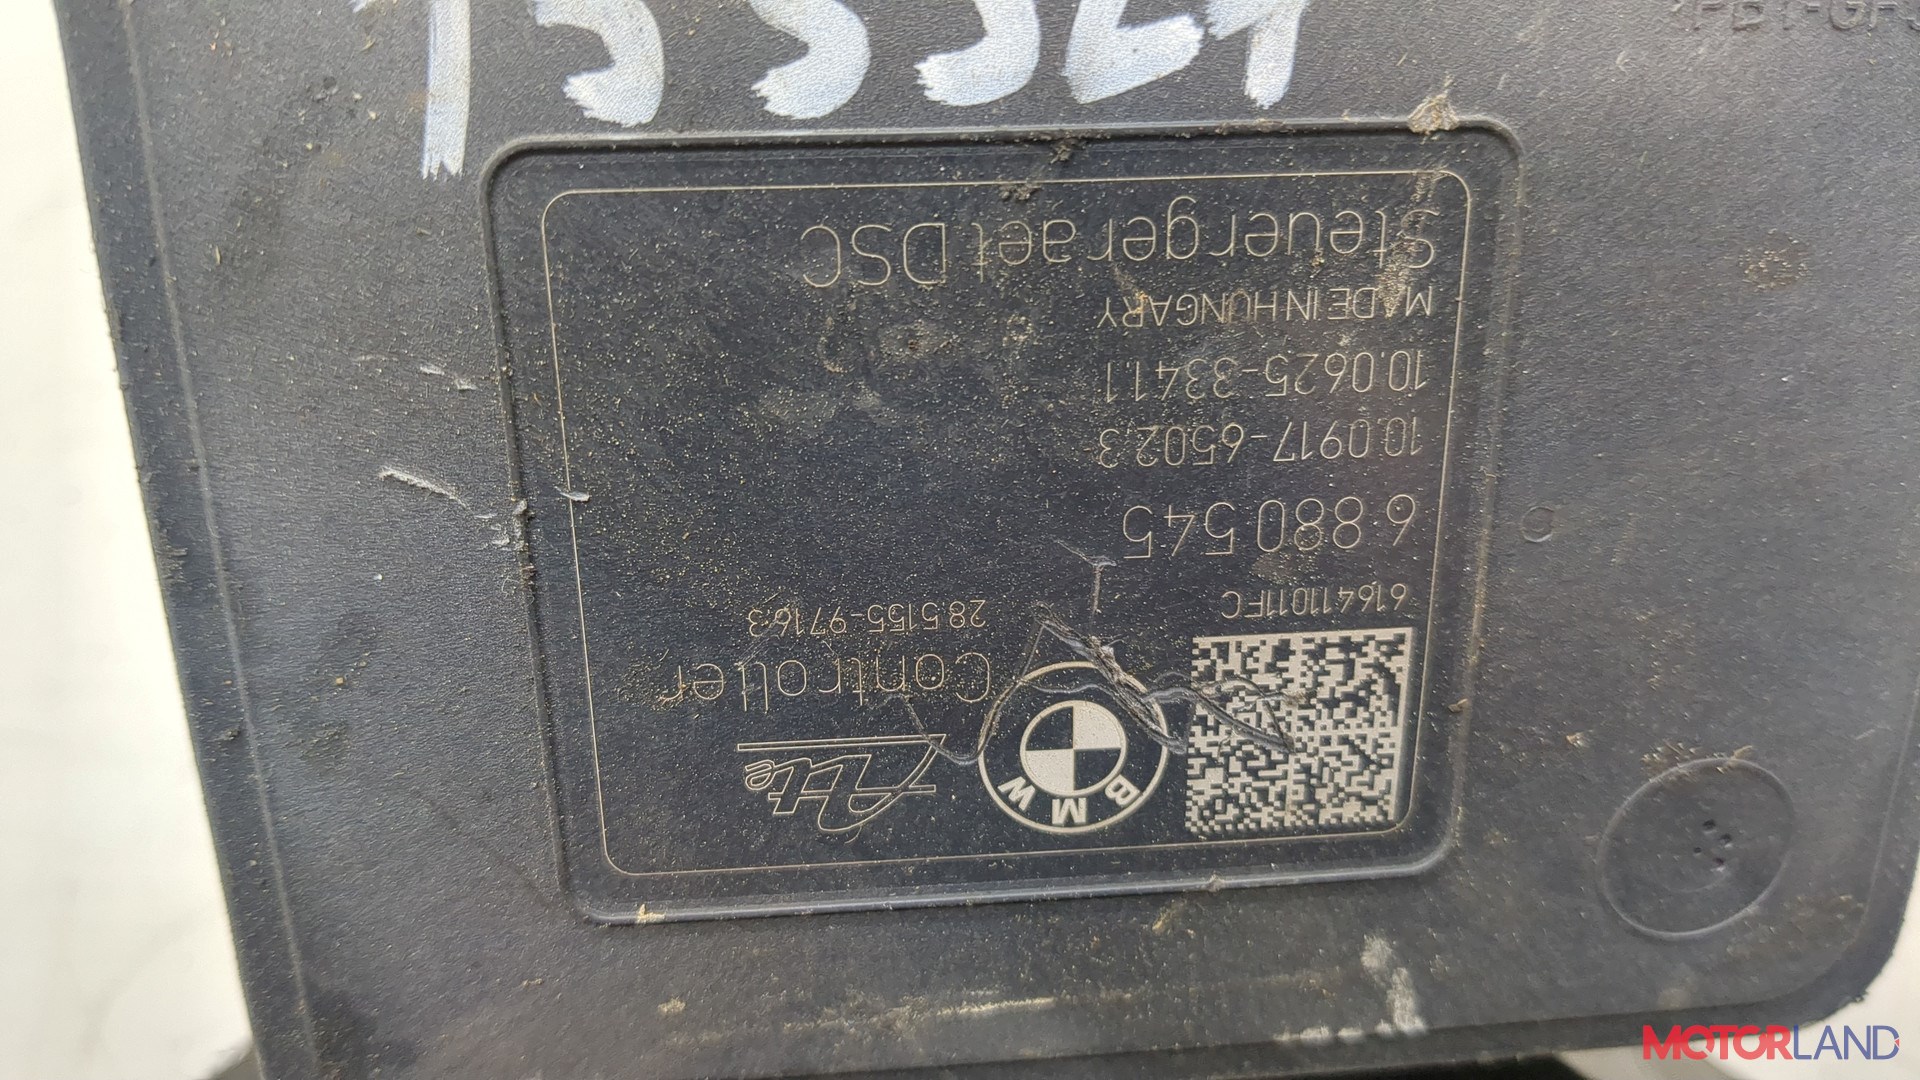 Ate
BMW
Controller
28.5155-9716.3
616411011FC
6 880 545
10.0917-6502.3
10.0625-3341.1
MADE IN HUNGARY
Steuergeraet DSC
MOTORLAND